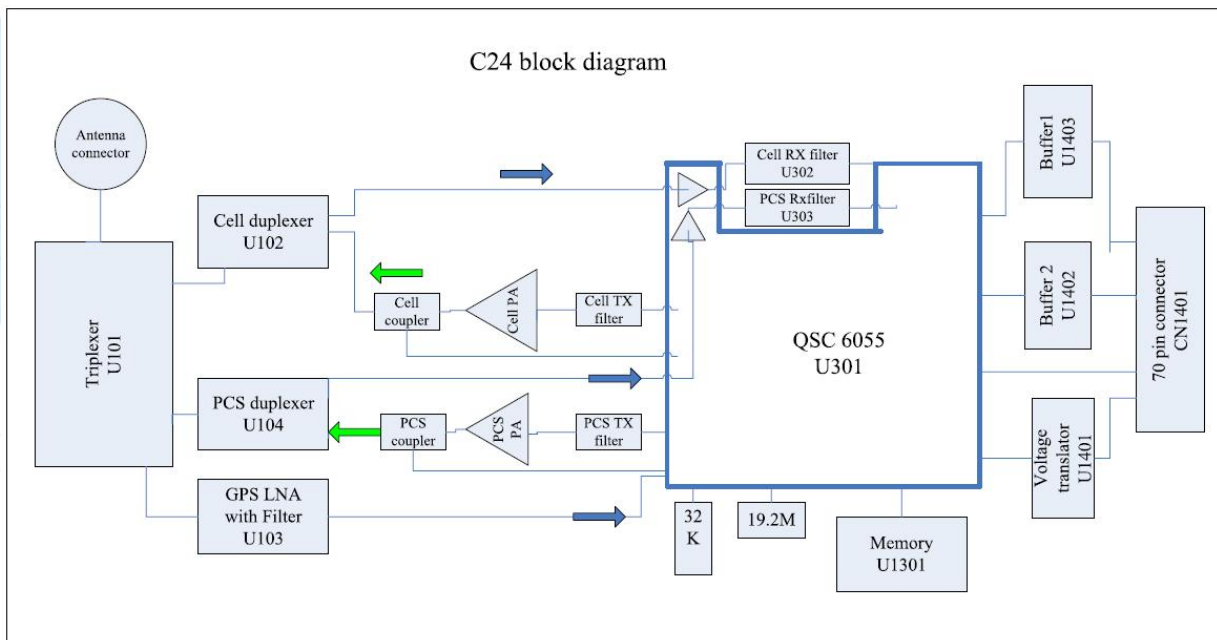 C24 block diagram
Antenna
connector
Triplexer
U101
Cell duplexer
U102
PCS duplexer
U104
GPS LNA
with Filter
U103
Cell
coupler
Cell PA
Cell TX
filter
PCS
coupler
PCS
PA
PCS TX
filter
Cell RX filter
U302
PCS Rxfilter
U303
QSC 6055
U301
32
K
19.2M
Memory
U1301
Buffer1
U1403
Buffer 2
U1402
Voltage
translator
U1401
70 pin connector
CN1401